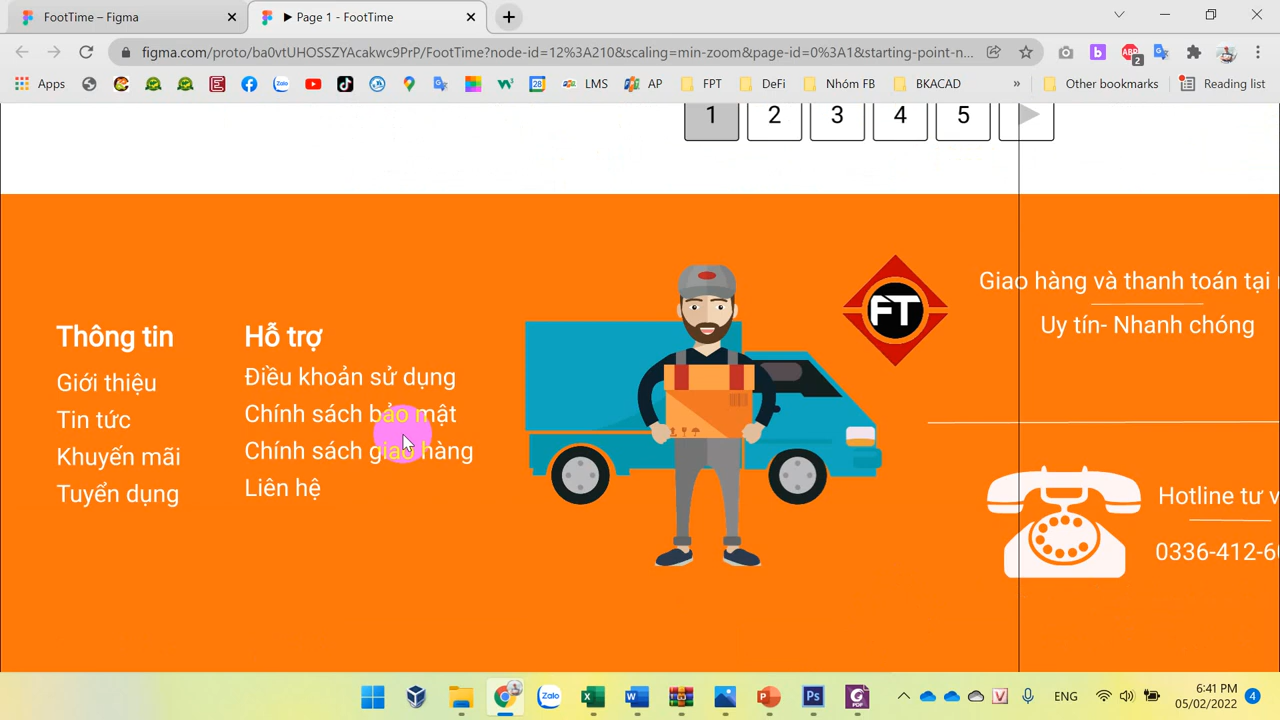 FootTime – Figma
Page 1 - FootTime
figma.com/proto/ba0vtUHOSSZYAcakwc9PrP/FootTime?node-id=12%3A210&scaling=min-zoom&page-id=0%3A1&starting-point-n...
Apps
LMS
AP
FPT
DeFi
Nhóm FB
BKACAD
»
Other bookmarks
Reading list
1 2 3 4 5
FT
Giao hàng và thanh toán tại
Uy tín- Nhanh chóng
Thông tin
Giới thiệu
Tin tức
Khuyến mãi
Tuyển dụng
Hỗ trợ
Điều khoản sử dụng
Chính sách bảo mật
Chính sách giao hàng
Liên hệ
Hotline tư
0336-412-6
ENG
6:41 PM
05/02/2022
4